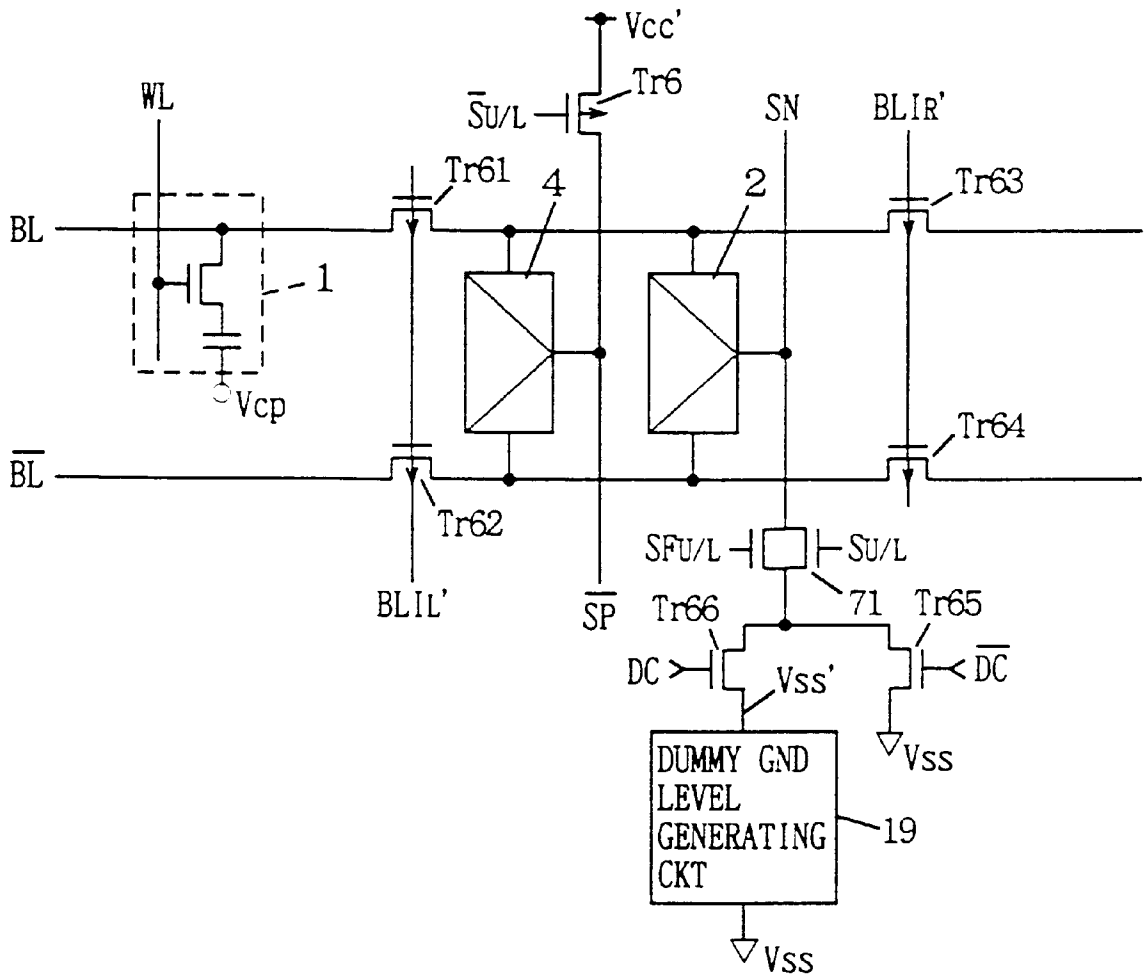 Vcc'
Tr6
WL
S̅U/L
SN
BLIR'
Tr61
4
2
Tr63
BL
1
Vcp
Tr64
B̅L̅
Tr62
SFU/L
SU/L
BLIL'
S̅P̅
71
Tr66
Tr65
DC
D̅C̅
Vss'
Vss
DUMMY GND
LEVEL
GENERATING
CKT
19
Vss